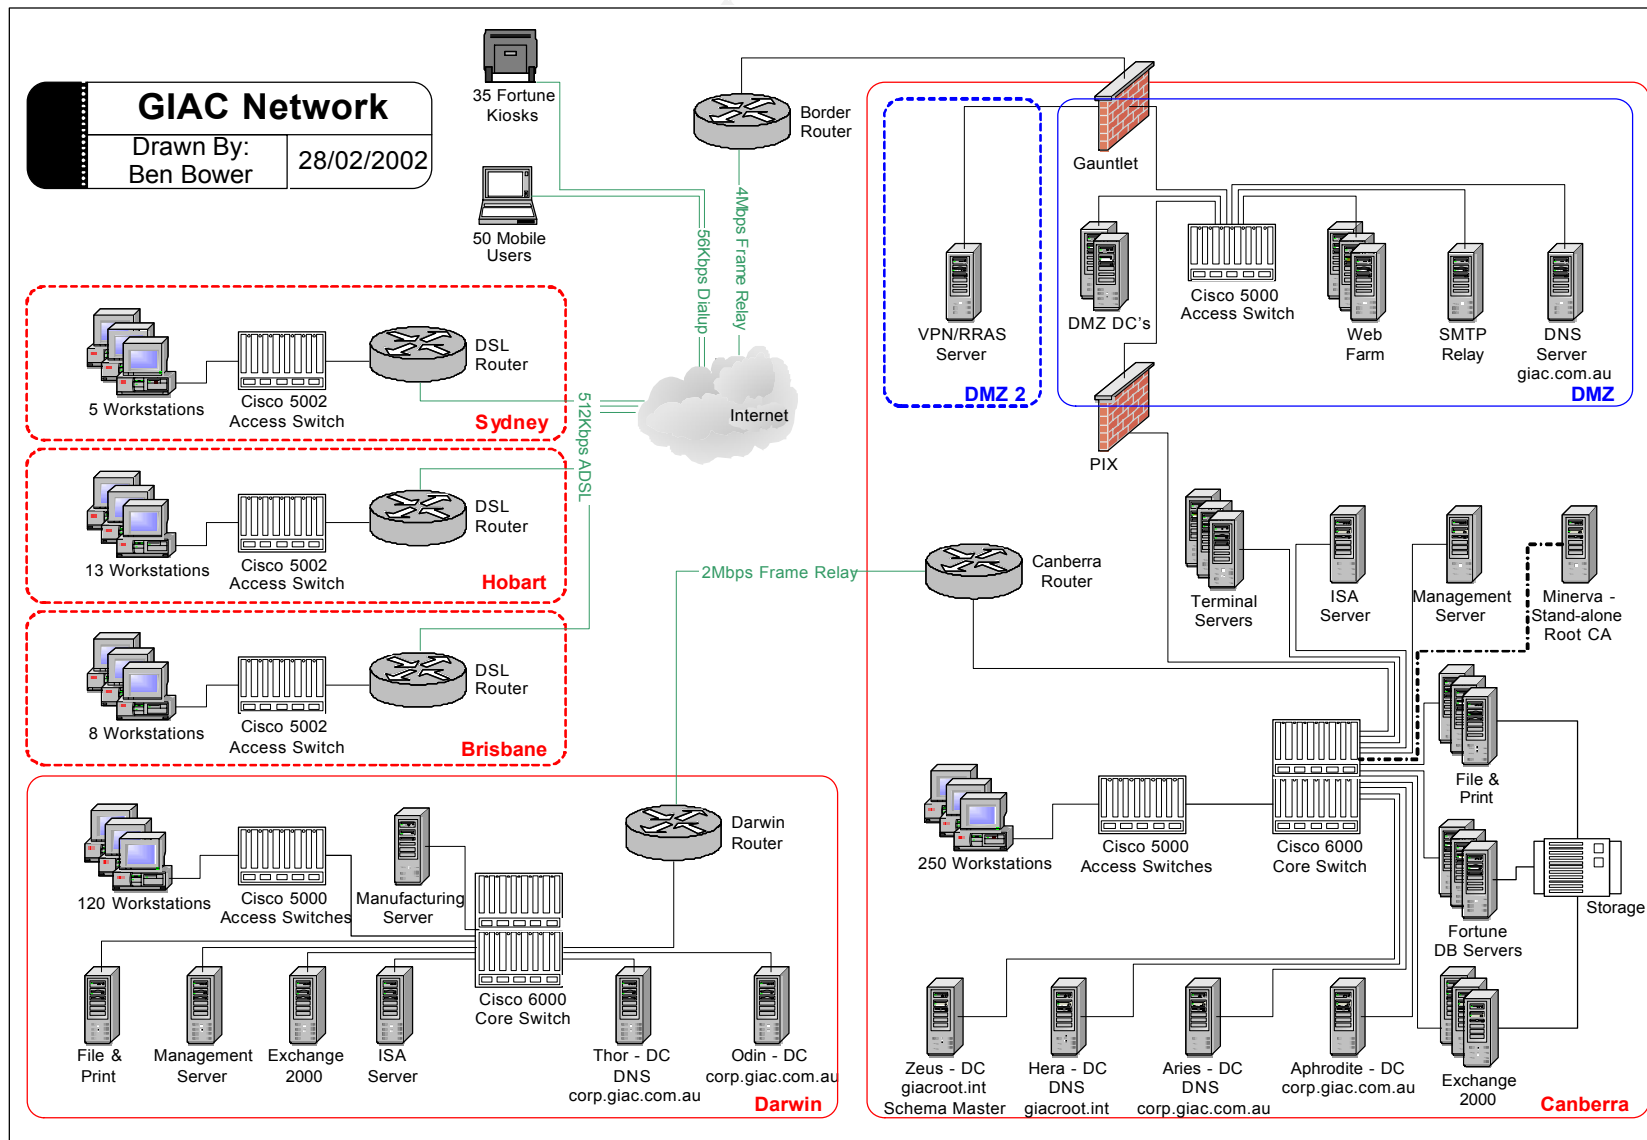 GIAC Network
Drawn By:
Ben Bower
28/02/2002
35 Fortune
Kiosks
50 Mobile
Users
56Kbps Dialup
4Mbps Frame Relay
Border
Router
Gauntlet
VPN/RRAS
Server
DMZ 2
DMZ DC's
Cisco 5000
Access Switch
Web
Farm
SMTP
Relay
DNS
Server
giac.com.au
DMZ
PIX
Internet
512Kbps ADSL
5 Workstations
Cisco 5002
Access Switch
DSL
Router
Sydney
13 Workstations
Cisco 5002
Access Switch
DSL
Router
Hobart
8 Workstations
Cisco 5002
Access Switch
DSL
Router
Brisbane
2Mbps Frame Relay
Canberra
Router
Terminal
Servers
ISA
Server
Management
Server
Minerva -
Stand-alone
Root CA
File &
Print
250 Workstations
Cisco 5000
Access Switches
Cisco 6000
Core Switch
Storage
Fortune
DB Servers
Zeus - DC
giacroot.int
Schema Master
Hera - DC
DNS
giacroot.int
Aries - DC
DNS
corp.giac.com.au
Aphrodite - DC
corp.giac.com.au
Exchange
2000
Canberra
120 Workstations
Cisco 5000
Access Switches
Manufacturing
Server
Darwin
Router
Cisco 6000
Core Switch
File &
Print
Management
Server
Exchange
2000
ISA
Server
Thor - DC
DNS
corp.giac.com.au
Odin - DC
corp.giac.com.au
Darwin